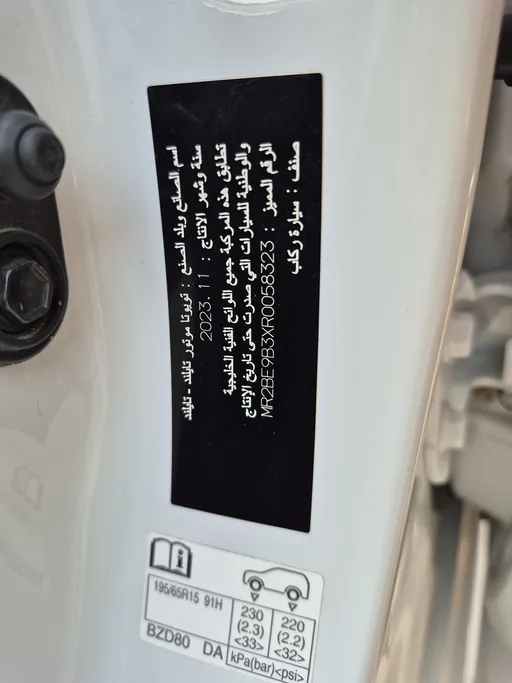 اسم الصانع وبلد الصنع : تويوتا موتور تايلند - تايلند
سنة وشهر الانتاج : 2023.11
تطابق هذه المركبة جميع اللوائح الفنية الخليجية
والوطنية للسيارات التي صدرت حتى تاريخ الانتاج
الرقم المميز : MR2BE9B3XR0058323
صنف : سيارة ركاب
195/65R15 91H
230 220
(2.3) (2.2)
<33> <32>
BZD80 DA kPa(bar)<psi>